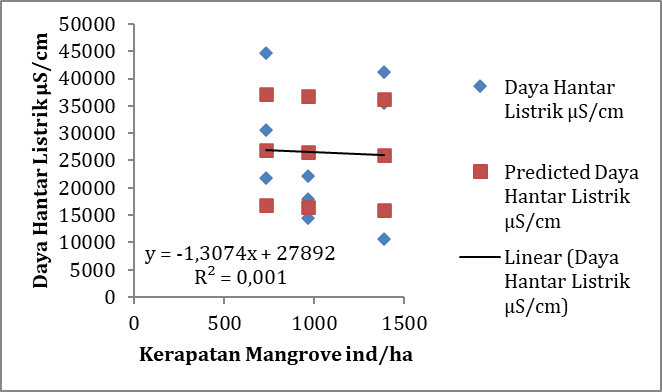 50000
45000
40000
35000
30000
25000
20000
15000
10000
5000
0
Daya Hantar Listrik µS/cm
y = -1,3074x + 27892
R² = 0,001
0
500
1000
1500
Kerapatan Mangrove ind/ha
Daya Hantar
Listrik µS/cm
Predicted Daya
Hantar Listrik
µS/cm
Linear (Daya
Hantar Listrik
µS/cm)